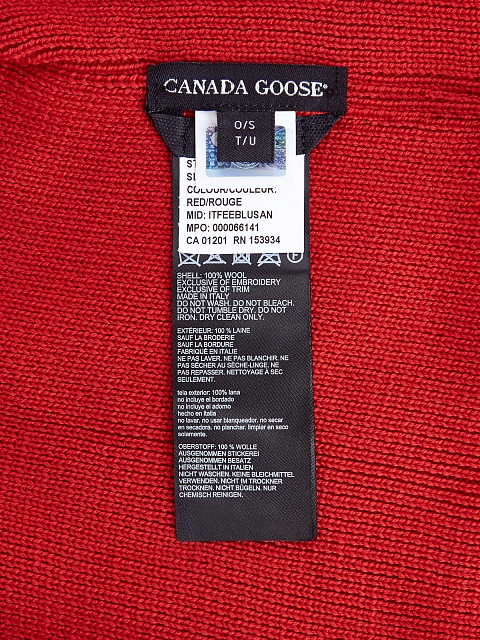 CANADA GOOSE®
O/S
T/U
COLOUR/COULEUR:
RED/ROUGE
MID: ITFEEBLUSAN
MPO: 000066141
CA 01201 RN 153934
SHELL: 100% WOOL
EXCLUSIVE OF EMBROIDERY
EXCLUSIVE OF TRIM
MADE IN ITALY
DO NOT WASH. DO NOT BLEACH.
DO NOT TUMBLE DRY. DO NOT
IRON. DRY CLEAN ONLY.
EXTÉRIEUR: 100 % LAINE
SAUF LA BRODERIE
SAUF LA BORDURE
FABRIQUÉ EN ITALIE
NE PAS LAVER. NE PAS BLANCHIR. NE
PAS SÉCHER AU SÈCHE-LINGE. NE
PAS REPASSER. NETTOYAGE À SEC
SEULEMENT.
tela exterior: 100% lana
no incluye el bordado
no incluye el adorno
hecho en italia
no lavar. no usar blanqueador. no secar
en secadora. no planchar. limpiar en seco
solamente.
OBERSTOFF: 100 % WOLLE
AUSGENOMMEN STICKEREI
AUSGENOMMEN BESATZ
HERGESTELLT IN ITALIEN
NICHT WASCHEN. KEINE BLEICHMITTEL
VERWENDEN. NICHT IM TROCKNER
TROCKNEN. NICHT BÜGELN. NUR
CHEMISCH REINIGEN.